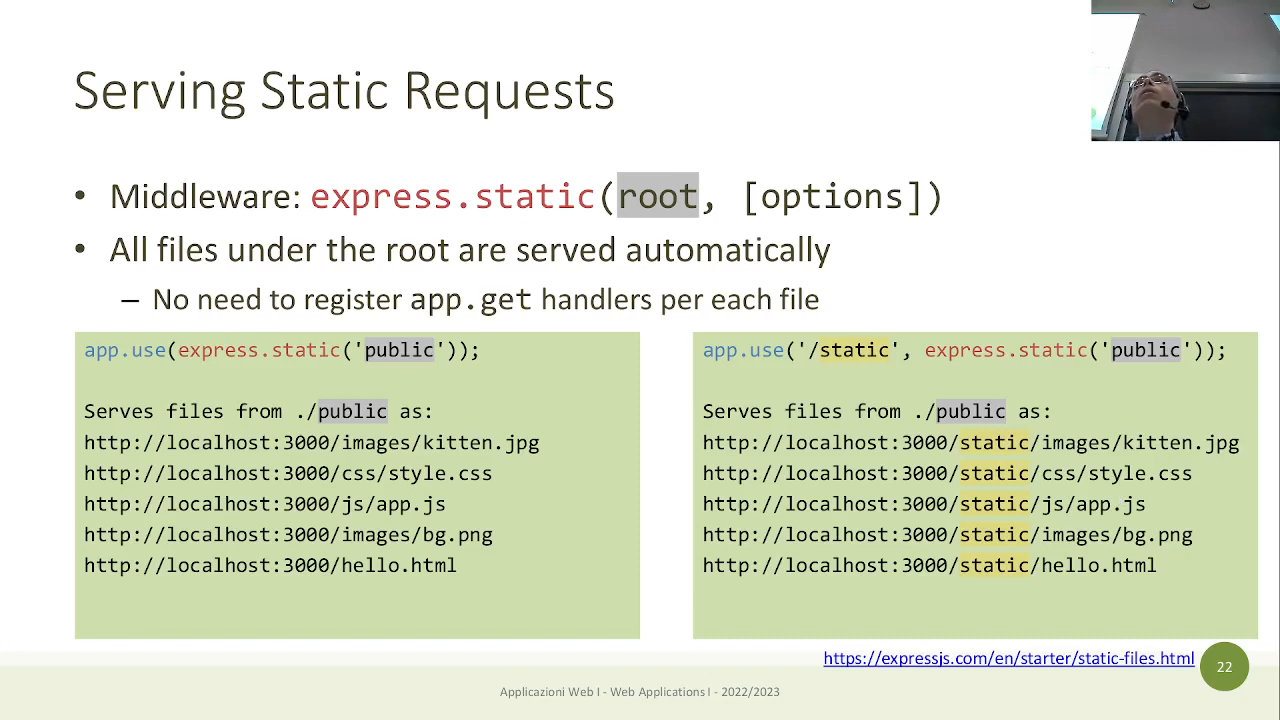 Serving Static Requests
• Middleware: express.static(root, [options])
• All files under the root are served automatically
– No need to register app.get handlers per each file
app.use(express.static('public'));
Serves files from ./public as:
http://localhost:3000/images/kitten.jpg
http://localhost:3000/css/style.css
http://localhost:3000/js/app.js
http://localhost:3000/images/bg.png
http://localhost:3000/hello.html
app.use('/static', express.static('public'));
Serves files from ./public as:
http://localhost:3000/static/images/kitten.jpg
http://localhost:3000/static/css/style.css
http://localhost:3000/static/js/app.js
http://localhost:3000/static/images/bg.png
http://localhost:3000/static/hello.html
https://expressjs.com/en/starter/static-files.html
22
Applicazioni Web I - Web Applications I - 2022/2023